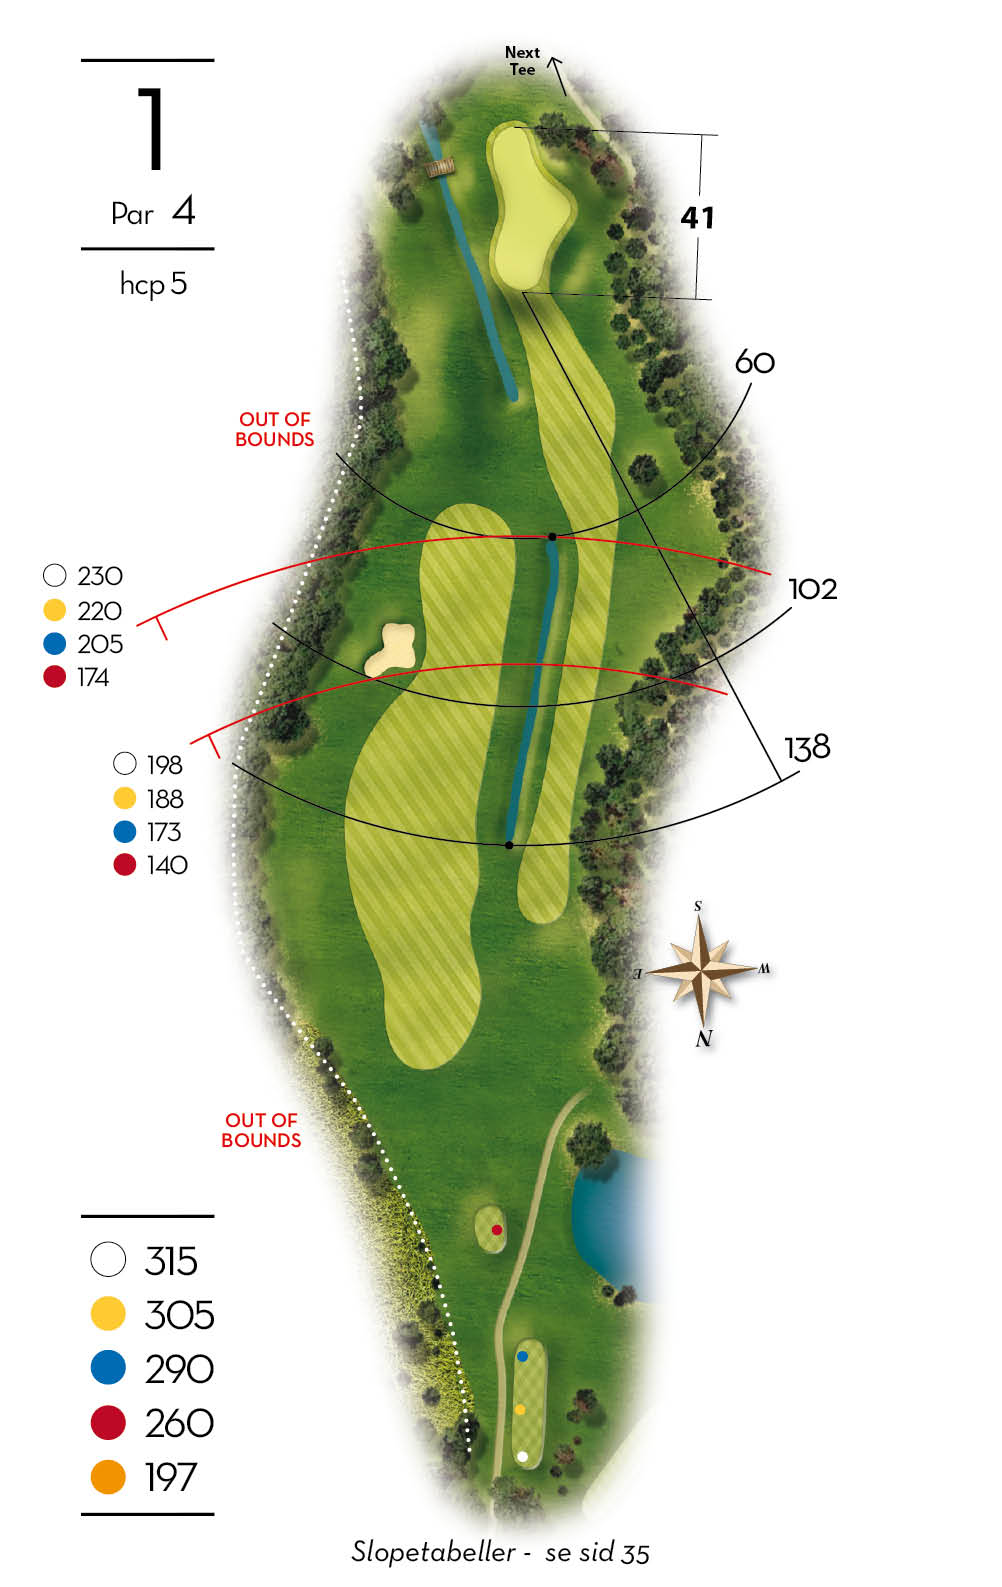 Next
Tee
1
Par 4
hcp 5
41
60
OUT OF
BOUNDS
230
220
205
174
102
138
198
188
173
140
S
E
W
N
OUT OF
BOUNDS
315
305
290
260
197
Slopetabeller - se sid 35